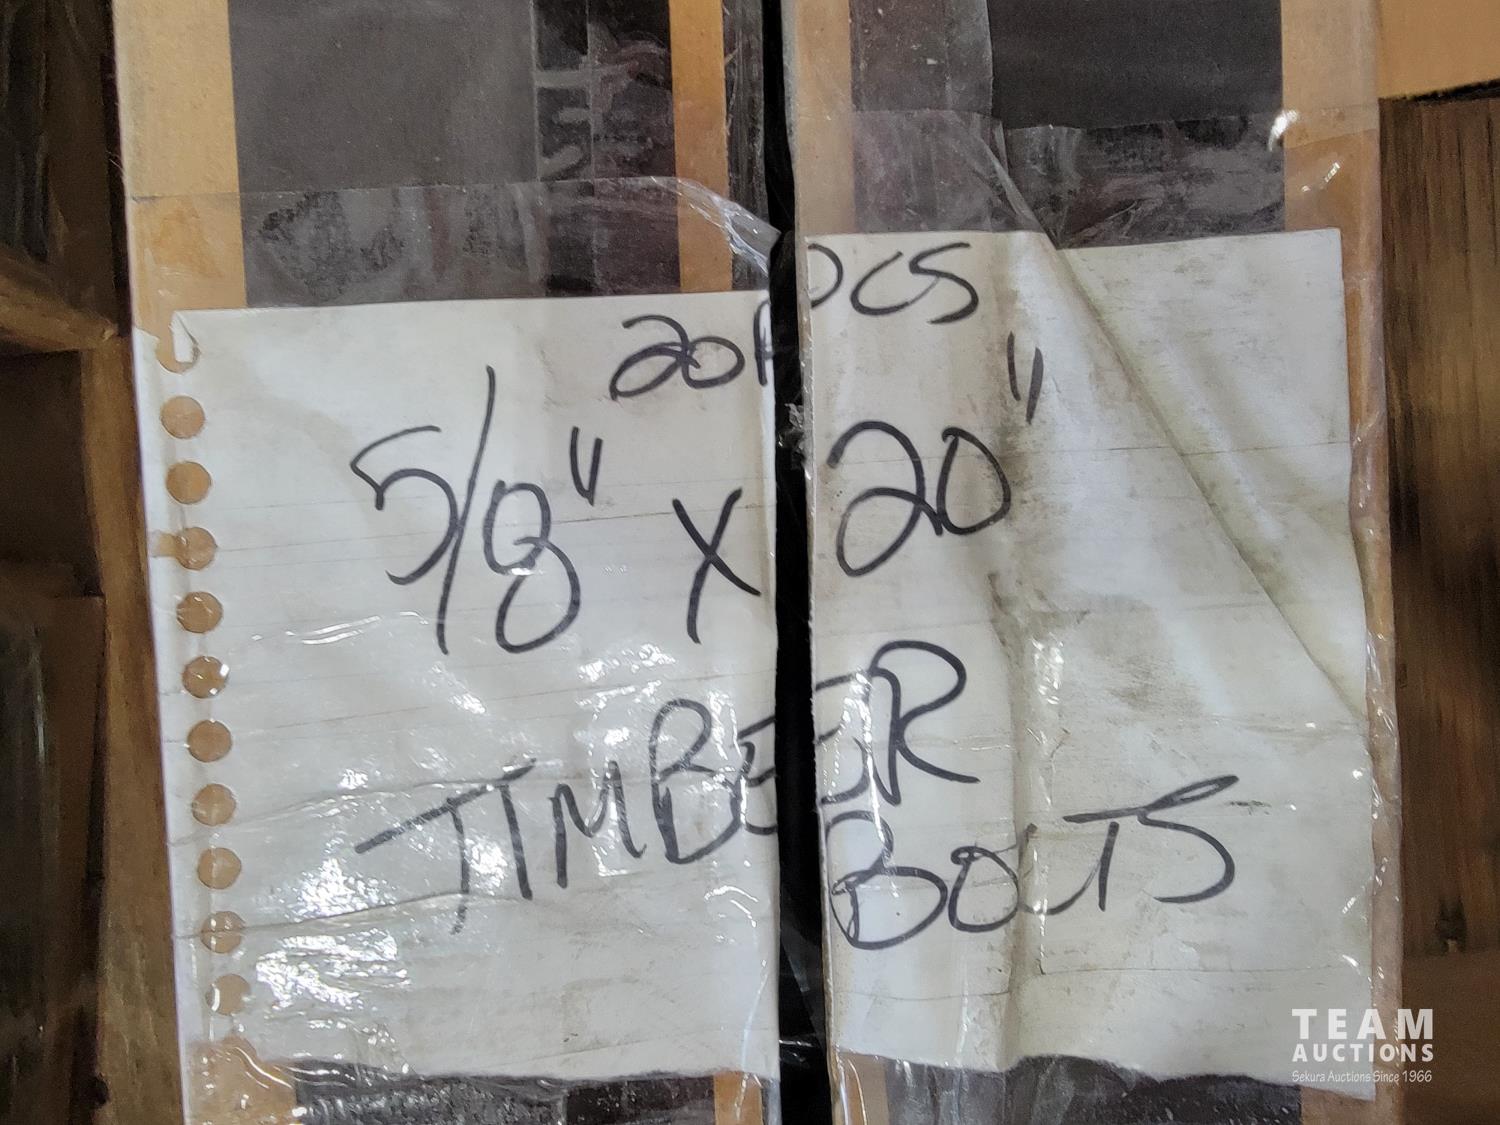 20PCS
5/8" X 20"
TIMBER
BOLTS
TEAM
AUCTIONS
Sekura Auctions Since 1966